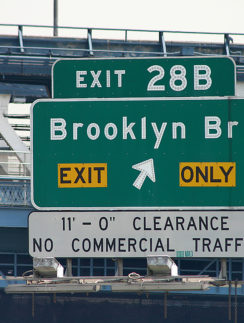 EXIT 28B
Brooklyn Br
EXIT ONLY
11' - 0" CLEARANCE
NO COMMERCIAL TRAFF